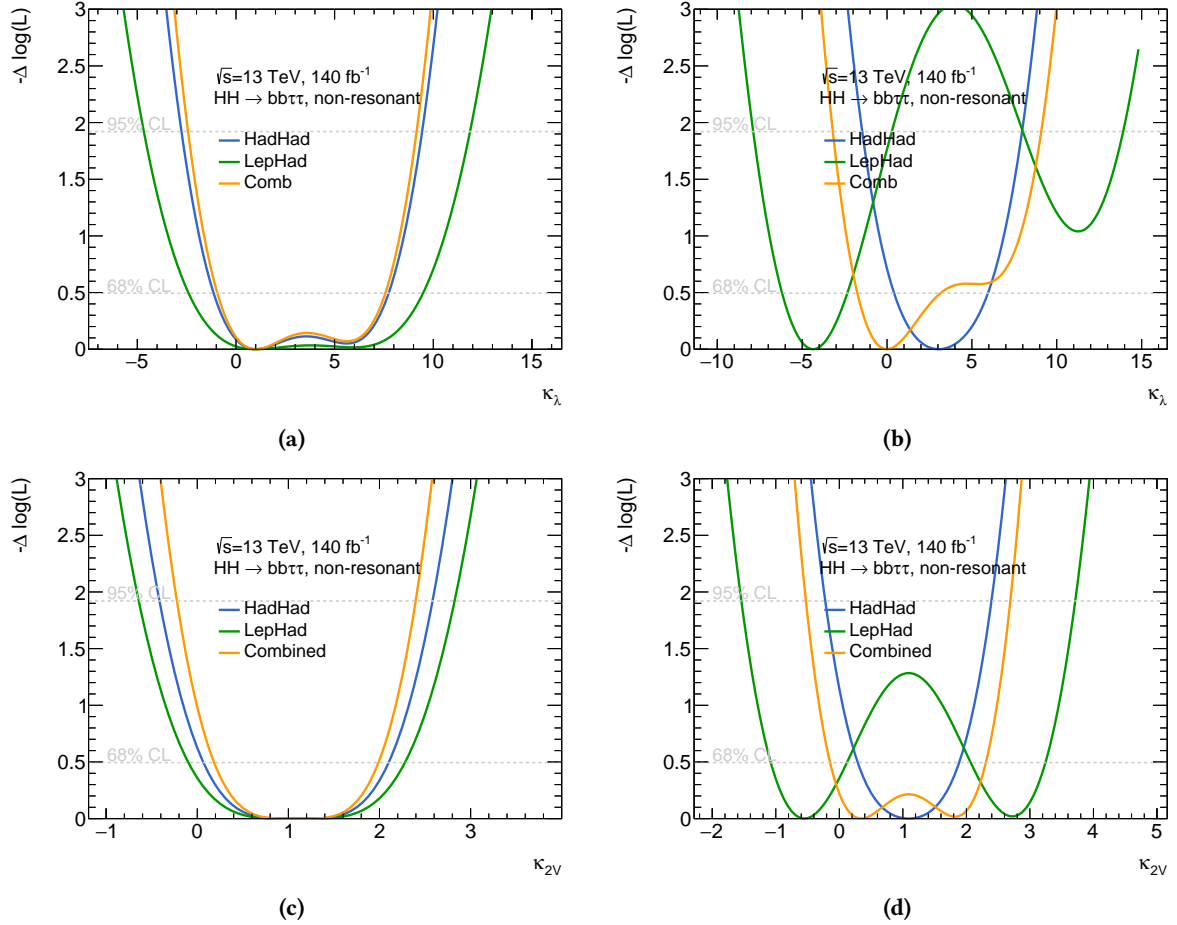 -Δ log(L)
3
2.5
2
1.5
1
0.5
0
√s=13 TeV, 140 fb⁻¹
HH → bbττ, non-resonant
95% CL
HadHad
LepHad
Comb
68% CL
−5 0 5 10 15
κλ
(a)
-Δ log(L)
3
2.5
2
1.5
1
0.5
0
√s=13 TeV, 140 fb⁻¹
HH → bbττ, non-resonant
95% CL
HadHad
LepHad
Comb
68% CL
−10 −5 0 5 10 15
κλ
(b)
-Δ log(L)
3
2.5
2
1.5
1
0.5
0
√s=13 TeV, 140 fb⁻¹
HH → bbττ, non-resonant
95% CL
HadHad
LepHad
Combined
68% CL
−1 0 1 2 3
κ2V
(c)
-Δ log(L)
3
2.5
2
1.5
1
0.5
0
√s=13 TeV, 140 fb⁻¹
HH → bbττ, non-resonant
95% CL
HadHad
LepHad
Combined
68% CL
−2 −1 0 1 2 3 4 5
κ2V
(d)